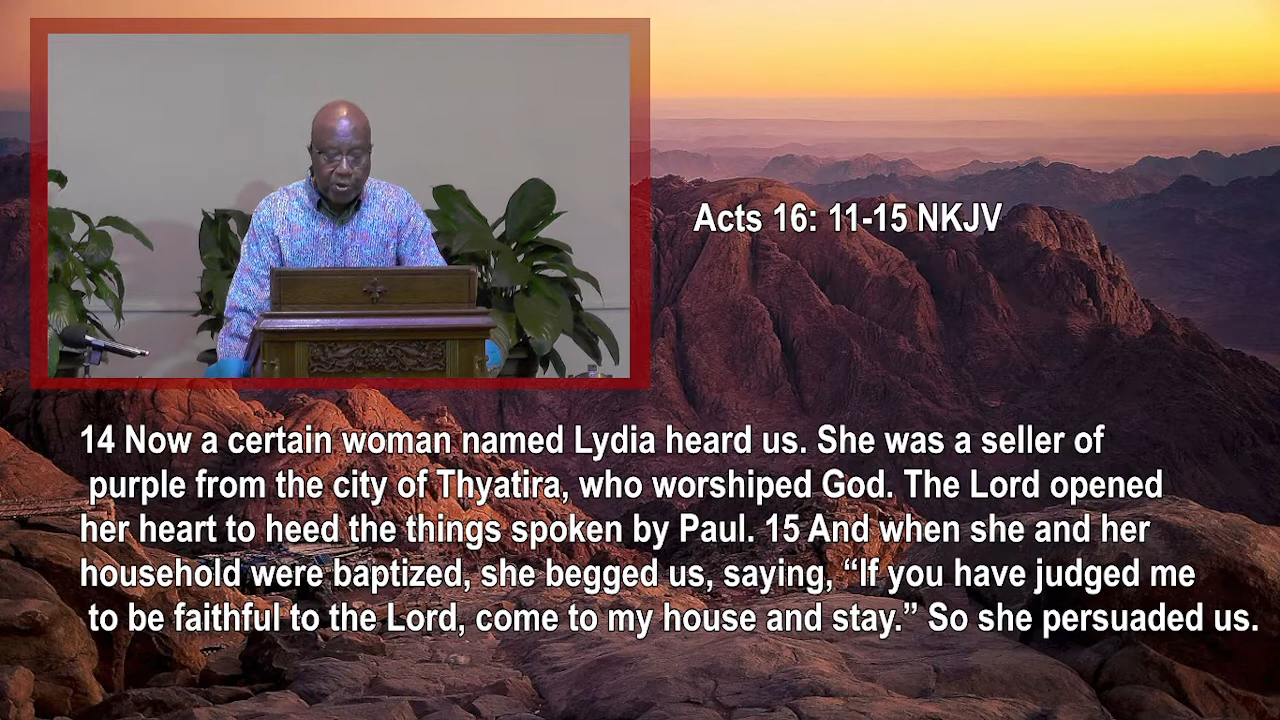 Acts 16: 11-15 NKJV
14 Now a certain woman named Lydia heard us. She was a seller of
purple from the city of Thyatira, who worshiped God. The Lord opened
her heart to heed the things spoken by Paul. 15 And when she and her
household were baptized, she begged us, saying, “If you have judged me
to be faithful to the Lord, come to my house and stay.” So she persuaded us.